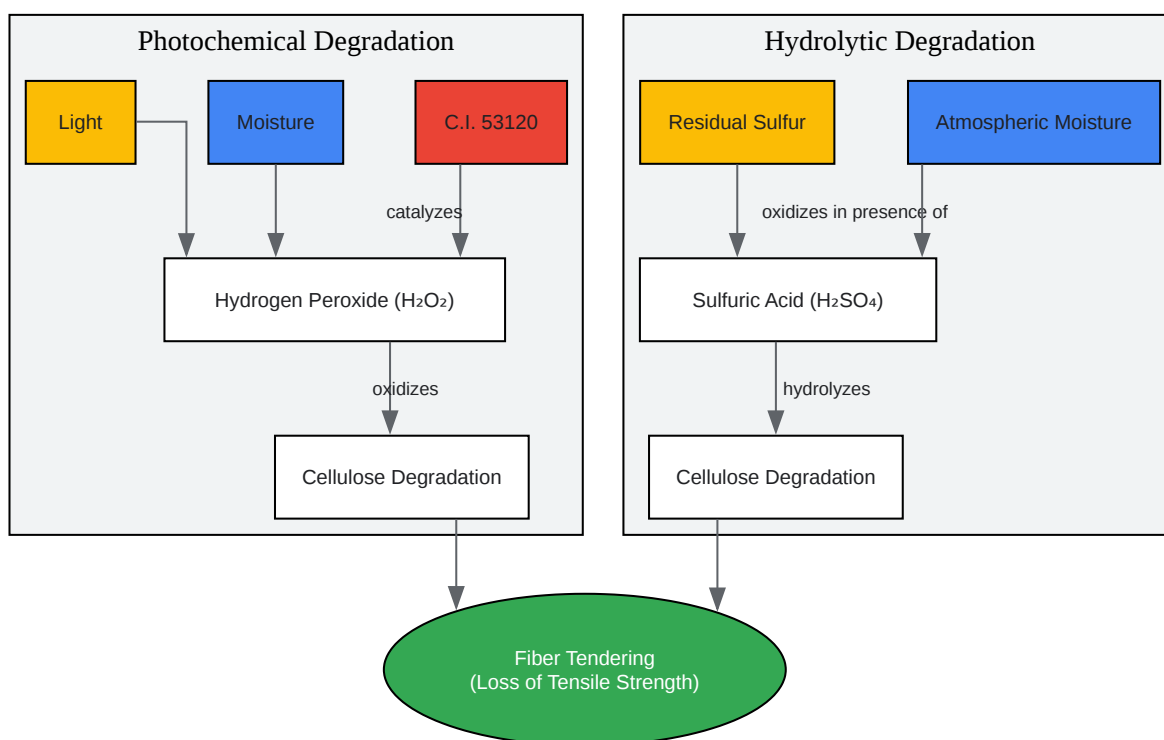 Photochemical Degradation
Light
Moisture
C.I. 53120
catalyzes
Hydrogen Peroxide (H₂O₂)
oxidizes
Cellulose Degradation
Hydrolytic Degradation
Residual Sulfur
Atmospheric Moisture
oxidizes in presence of
Sulfuric Acid (H₂SO₄)
hydrolyzes
Cellulose Degradation
Fiber Tendering
(Loss of Tensile Strength)